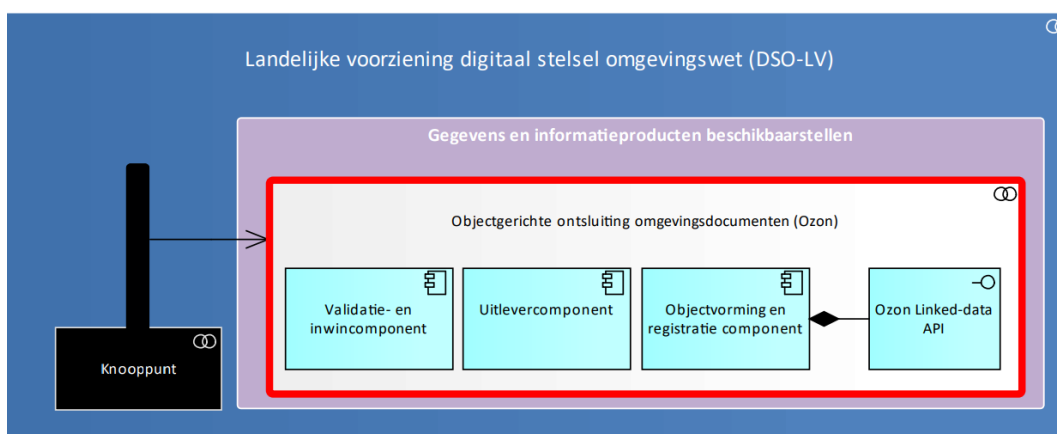 Landelijke voorziening digitaal stelsel omgevingswet (DSO-LV)
Gegevens en informatieproducten beschikbaarstellen
Objectgerichte ontsluiting omgevingsdocumenten (Ozon)
Validatie- en
inwincomponent
Uitlevercomponent
Objectvorming en
registratie component
Ozon Linked-data
API
Knooppunt